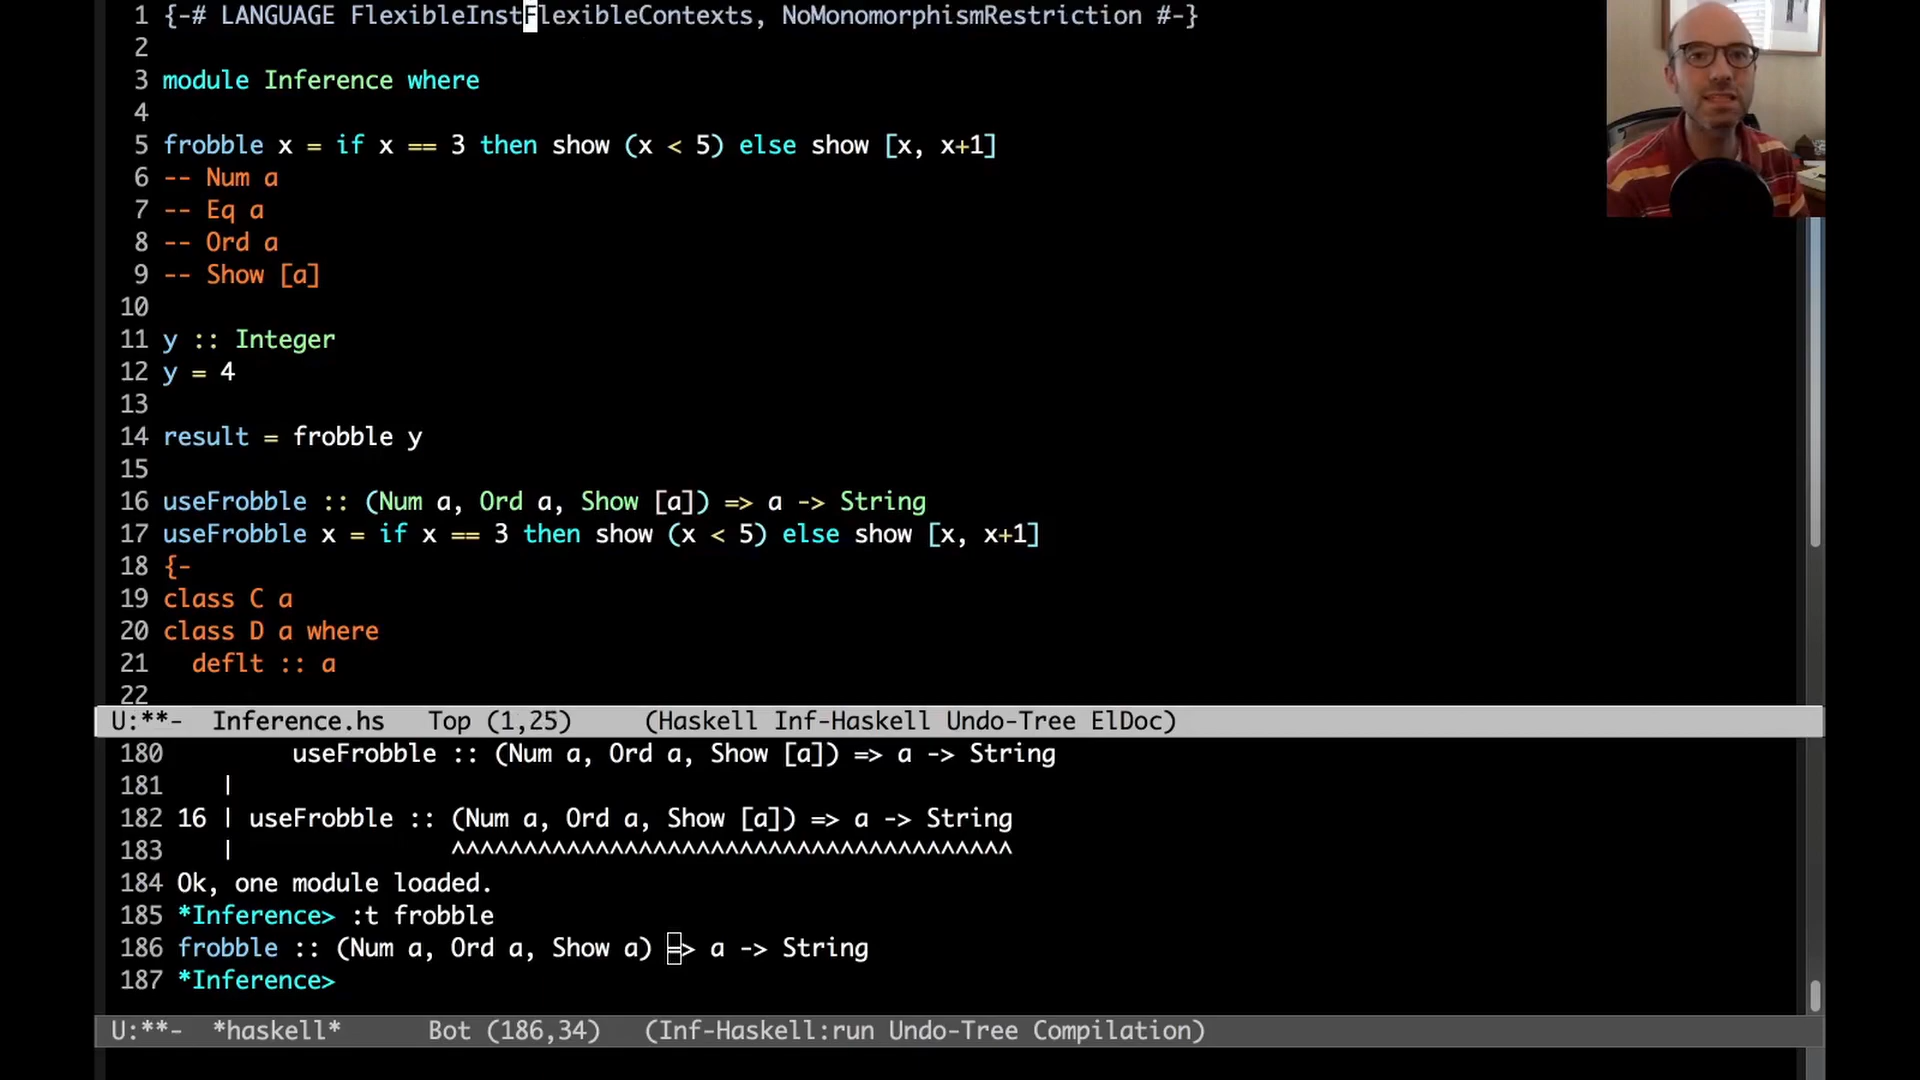 1 {-# LANGUAGE FlexibleInstFlexibleContexts, NoMonomorphismRestriction #-}
2
3 module Inference where
4
5 frobble x = if x == 3 then show (x < 5) else show [x, x+1]
6 -- Num a
7 -- Eq a
8 -- Ord a
9 -- Show [a]
10
11 y :: Integer
12 y = 4
13
14 result = frobble y
15
16 useFrobble :: (Num a, Ord a, Show [a]) => a -> String
17 useFrobble x = if x == 3 then show (x < 5) else show [x, x+1]
18 {-
19 class C a
20 class D a where
21   deflt :: a
22
U:**-  Inference.hs   Top (1,25)     (Haskell Inf-Haskell Undo-Tree ElDoc)
180         useFrobble :: (Num a, Ord a, Show [a]) => a -> String
181    |
182 16 | useFrobble :: (Num a, Ord a, Show [a]) => a -> String
183    |               ^^^^^^^^^^^^^^^^^^^^^^^^^^^^^^^^^^^^^^^
184 Ok, one module loaded.
185 *Inference> :t frobble
186 frobble :: (Num a, Ord a, Show a) => a -> String
187 *Inference>
U:**-  *haskell*      Bot (186,34)   (Inf-Haskell:run Undo-Tree Compilation)